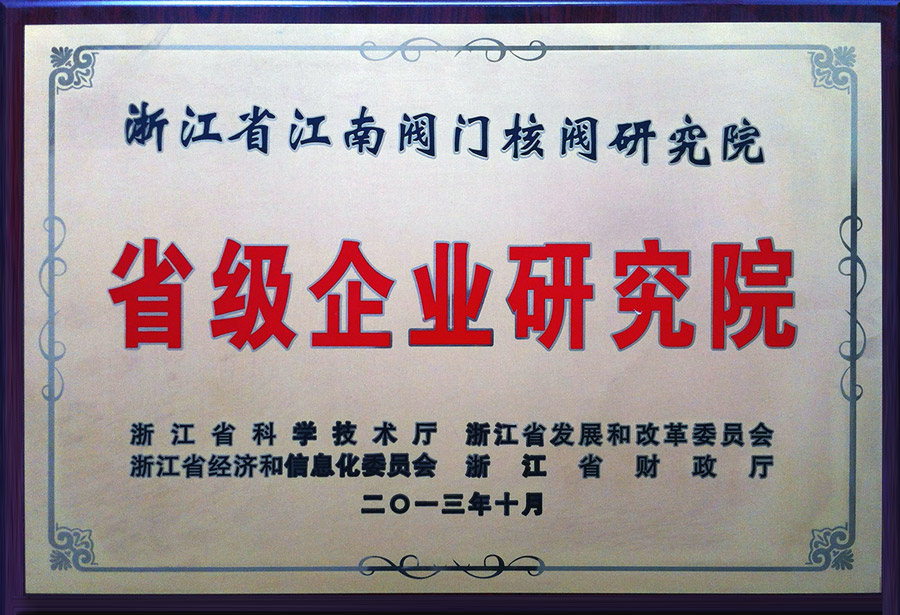 浙江省江南阀门核阀研究院
省级企业研究院
浙江省科学技术厅 浙江省发展和改革委员会
浙江省经济和信息化委员会 浙江省财政厅
二〇一三年十月